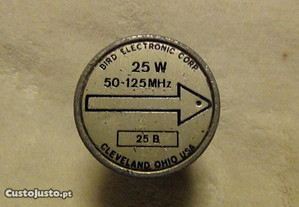 BIRD ELECTRONIC CORP
25 W
50-125MHz
25 B
CLEVELAND OHIO USA
CustoJusto.pt